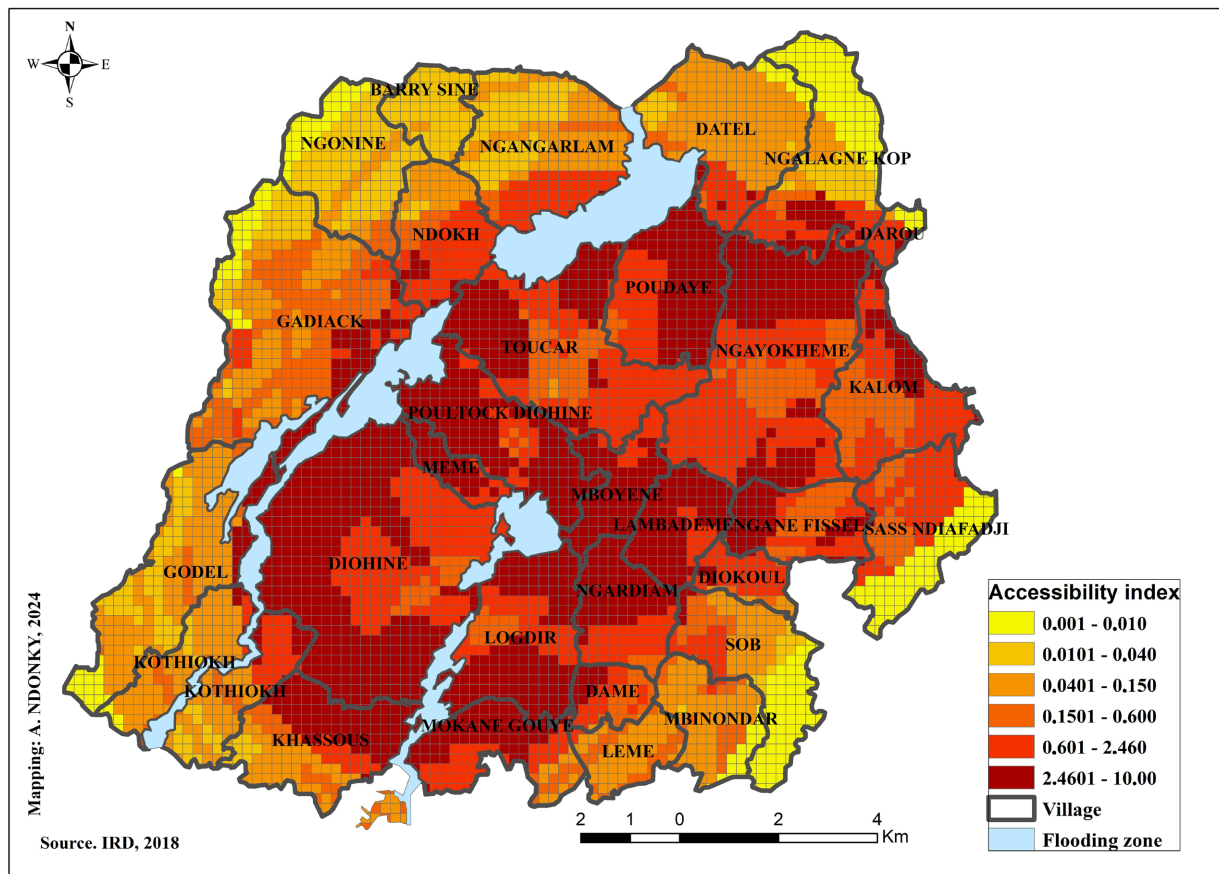 N
W E
S
BARRY SINE
NGONINE
NGANGARLAM
DATEL
NGALAGNE KOP
NDOKH
DAROU
POUDAYE
GADIACK
TOUCAR
NGAYOKHEME
KALOM
POULTOCK DIOHINE
MEME
MBOYENE
LAMBADEMENGANE FISSEL
SASS NDIAFADJI
DIOHINE
GODEL
DIOKOUL
NGARDIAM
LOGDIR
SOB
KOTHIOKH
KOTHIOKH
DAME
MBINONDAR
MOKANE GOUYE
KHASSOUS
LEME
Accessibility index
0.001 - 0.010
0.0101 - 0.040
0.0401 - 0.150
0.1501 - 0.600
0.601 - 2.460
2.4601 - 10.00
Village
Flooding zone
2 1 0 2 4
Km
Mapping: A. NDONKY, 2024
Source. IRD, 2018